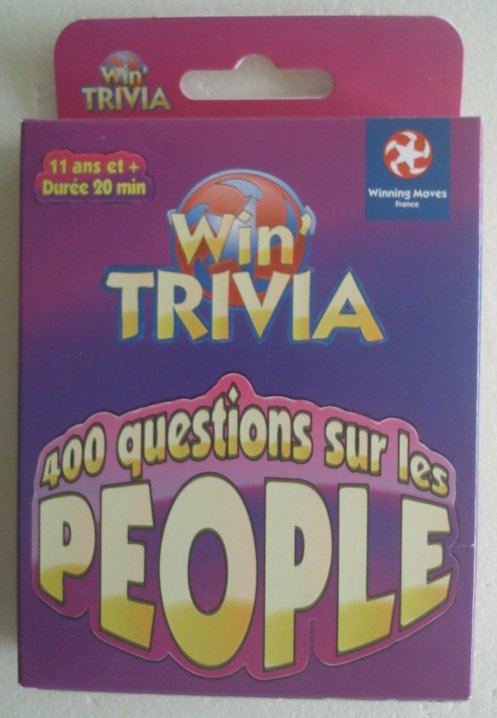 Win'
TRIVIA
11 ans et +
Durée 20 min
Winning Moves
France
Win'
TRIVIA
400 questions sur les
PEOPLE